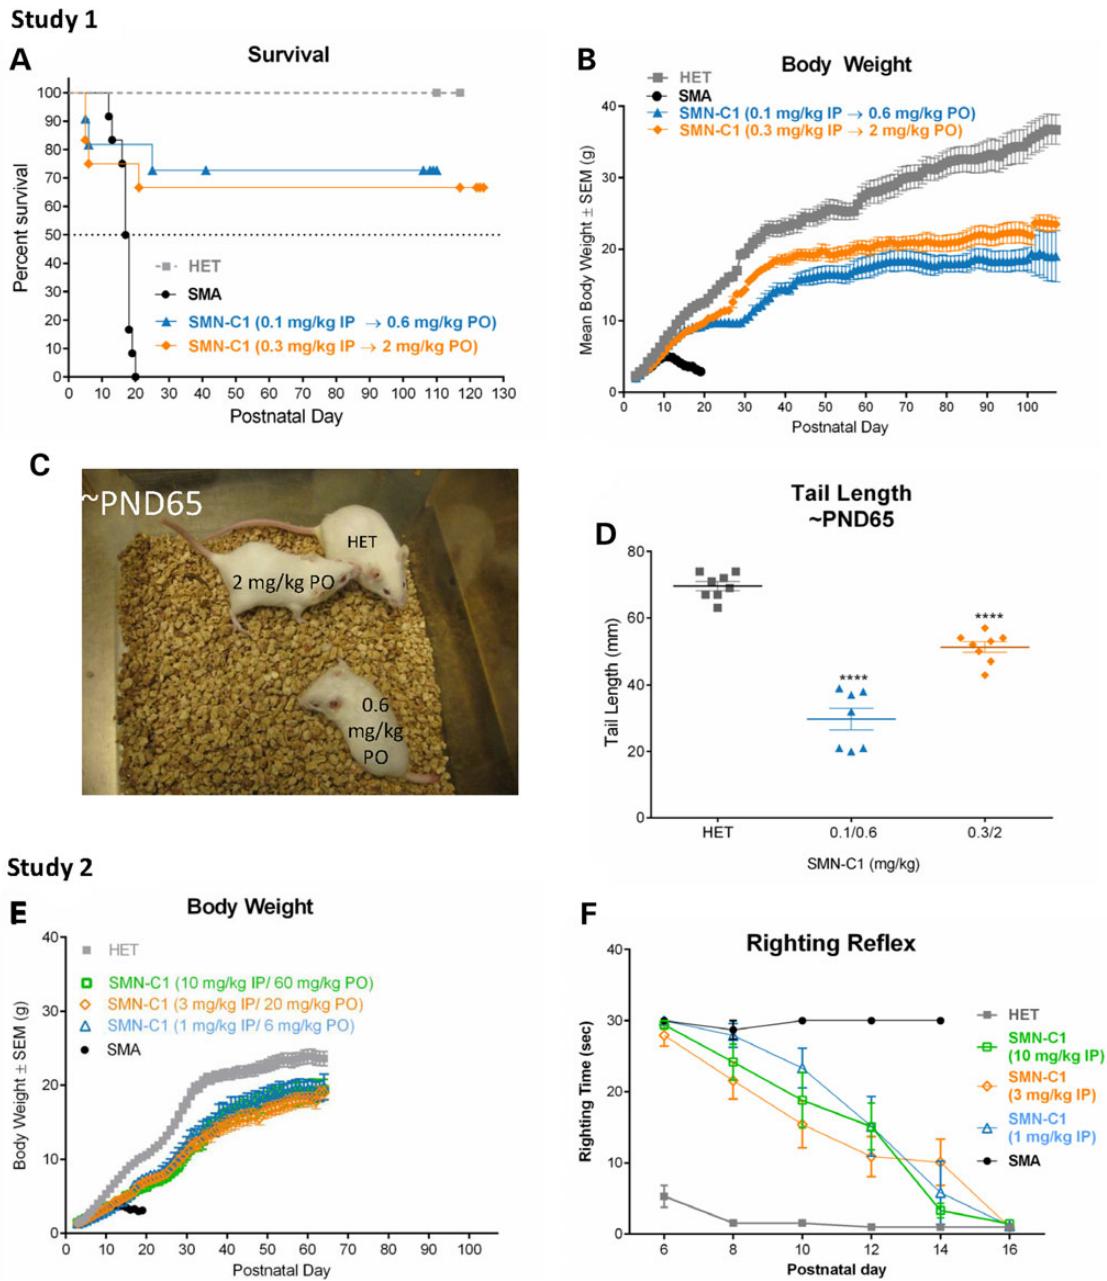 Study 1
A
Survival
Percent survival
100
90
80
70
60
50
40
30
20
10
0
HET
SMA
SMN-C1 (0.1 mg/kg IP → 0.6 mg/kg PO)
SMN-C1 (0.3 mg/kg IP → 2 mg/kg PO)
0 10 20 30 40 50 60 70 80 90 100 110 120 130
Postnatal Day
B
Body Weight
HET
SMA
SMN-C1 (0.1 mg/kg IP → 0.6 mg/kg PO)
SMN-C1 (0.3 mg/kg IP → 2 mg/kg PO)
Mean Body Weight ± SEM (g)
40
30
20
10
0
0 10 20 30 40 50 60 70 80 90 100
Postnatal Day
C
~PND65
HET
2 mg/kg PO
0.6
mg/kg
PO
D
Tail Length
~PND65
Tail Length (mm)
80
60
40
20
0
****
****
HET 0.1/0.6 0.3/2
SMN-C1 (mg/kg)
Study 2
E
Body Weight
Body Weight ± SEM (g)
40
30
20
10
0
HET
SMN-C1 (10 mg/kg IP/ 60 mg/kg PO)
SMN-C1 (3 mg/kg IP/ 20 mg/kg PO)
SMN-C1 (1 mg/kg IP/ 6 mg/kg PO)
SMA
0 10 20 30 40 50 60 70 80 90 100
Postnatal Day
F
Righting Reflex
Righting Time (sec)
40
30
20
10
0
HET
SMN-C1
(10 mg/kg IP)
SMN-C1
(3 mg/kg IP)
SMN-C1
(1 mg/kg IP)
SMA
6 8 10 12 14 16
Postnatal day